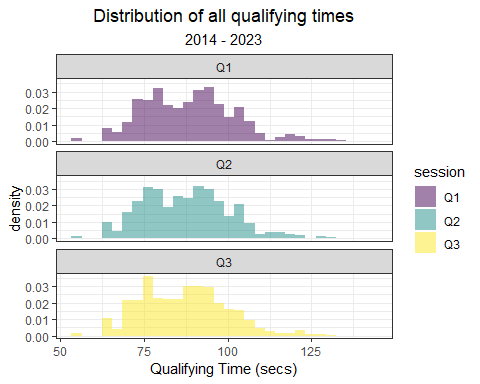 Distribution of all qualifying times
2014 - 2023
Q1
0.03
0.02
0.01
0.00
Q2
0.03
0.02
0.01
0.00
density
Q3
0.03
0.02
0.01
0.00
50
75
100
125
Qualifying Time (secs)
session
Q1
Q2
Q3